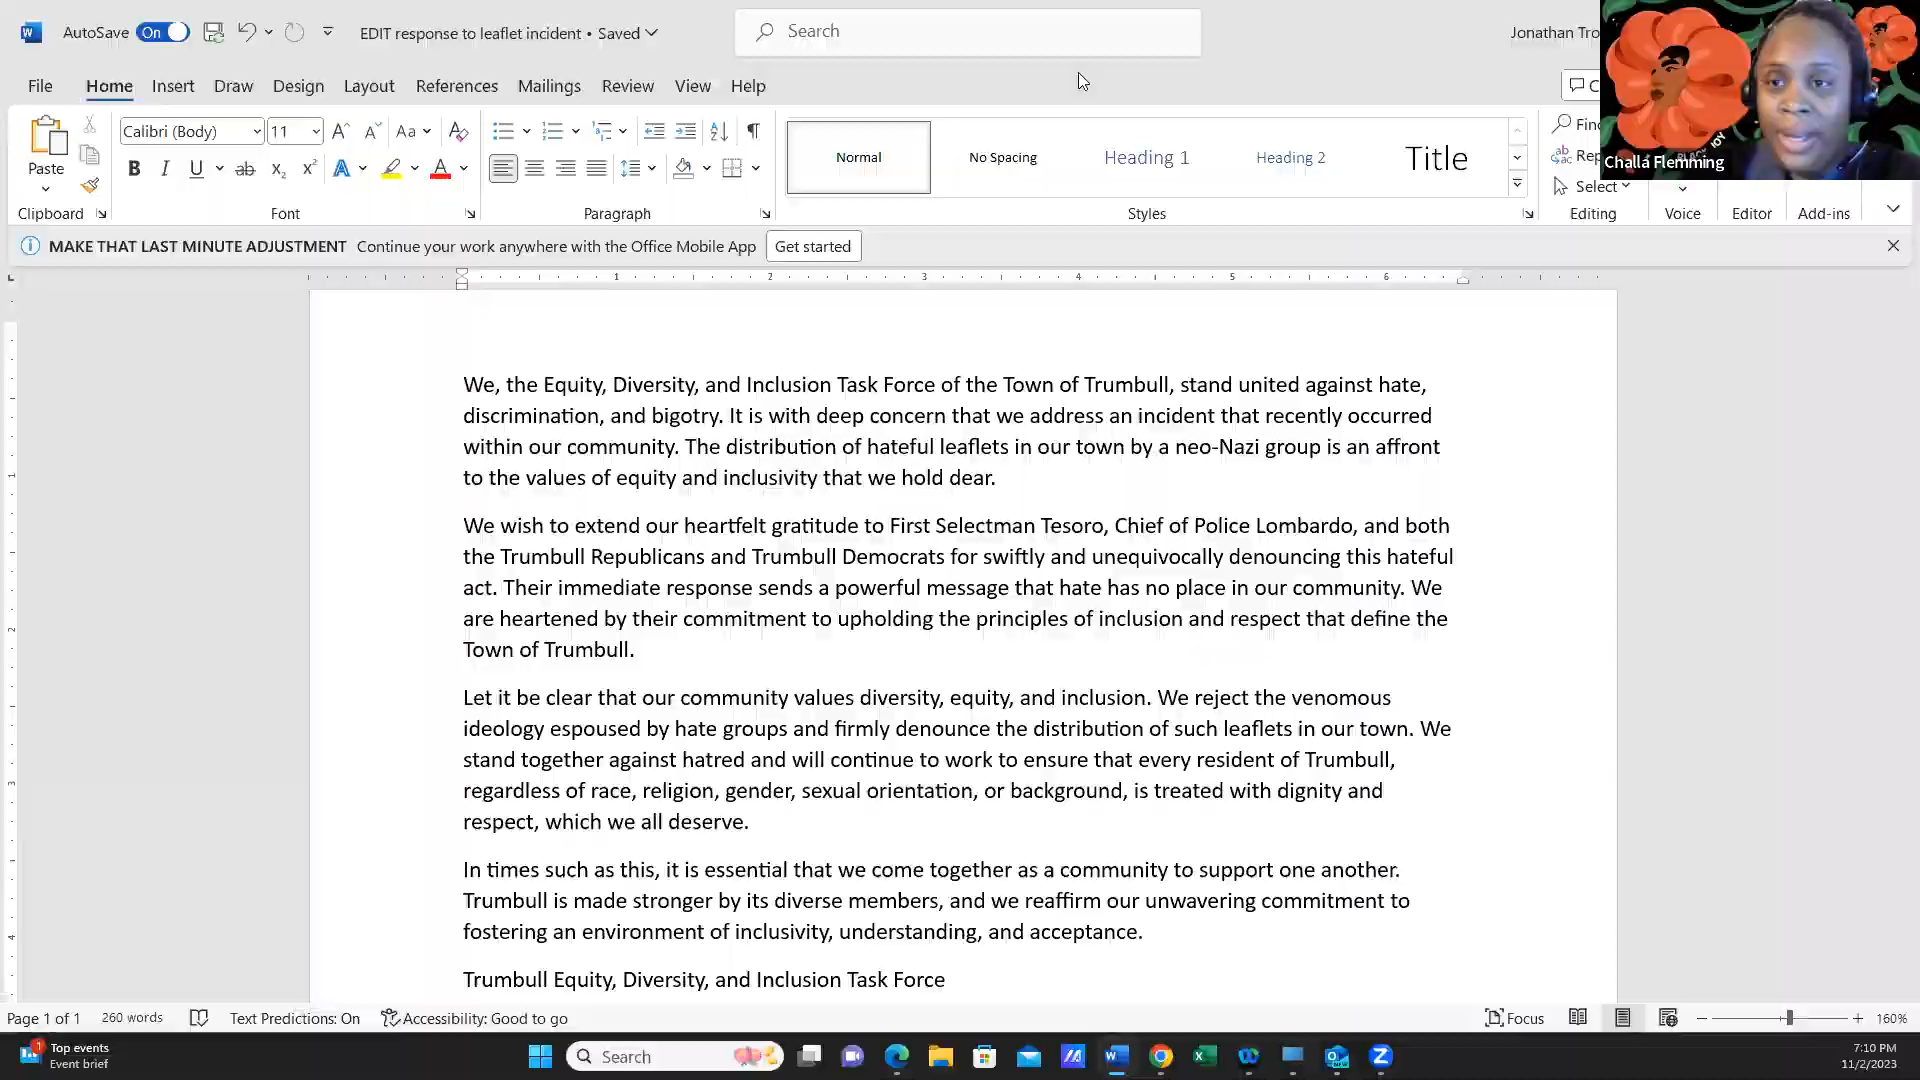 AutoSave On EDIT response to leaflet incident • Saved Search Jonathan Tro
File Home Insert Draw Design Layout References Mailings Review View Help
Calibri (Body) 11 Aa
Paste
Normal No Spacing Heading 1 Heading 2 Title
Select
Challa Flemming
Clipboard Font Paragraph Styles Editing Voice Editor Add-ins
MAKE THAT LAST MINUTE ADJUSTMENT Continue your work anywhere with the Office Mobile App Get started
1 2 3 4 5 6
We, the Equity, Diversity, and Inclusion Task Force of the Town of Trumbull, stand united against hate,
discrimination, and bigotry. It is with deep concern that we address an incident that recently occurred
within our community. The distribution of hateful leaflets in our town by a neo-Nazi group is an affront
to the values of equity and inclusivity that we hold dear.
We wish to extend our heartfelt gratitude to First Selectman Tesoro, Chief of Police Lombardo, and both
the Trumbull Republicans and Trumbull Democrats for swiftly and unequivocally denouncing this hateful
act. Their immediate response sends a powerful message that hate has no place in our community. We
are heartened by their commitment to upholding the principles of inclusion and respect that define the
Town of Trumbull.
Let it be clear that our community values diversity, equity, and inclusion. We reject the venomous
ideology espoused by hate groups and firmly denounce the distribution of such leaflets in our town. We
stand together against hatred and will continue to work to ensure that every resident of Trumbull,
regardless of race, religion, gender, sexual orientation, or background, is treated with dignity and
respect, which we all deserve.
In times such as this, it is essential that we come together as a community to support one another.
Trumbull is made stronger by its diverse members, and we reaffirm our unwavering commitment to
fostering an environment of inclusivity, understanding, and acceptance.
Trumbull Equity, Diversity, and Inclusion Task Force
Page 1 of 1 260 words Text Predictions: On Accessibility: Good to go Focus 160%
Top events
Event brief
Search
7:10 PM
11/2/2023